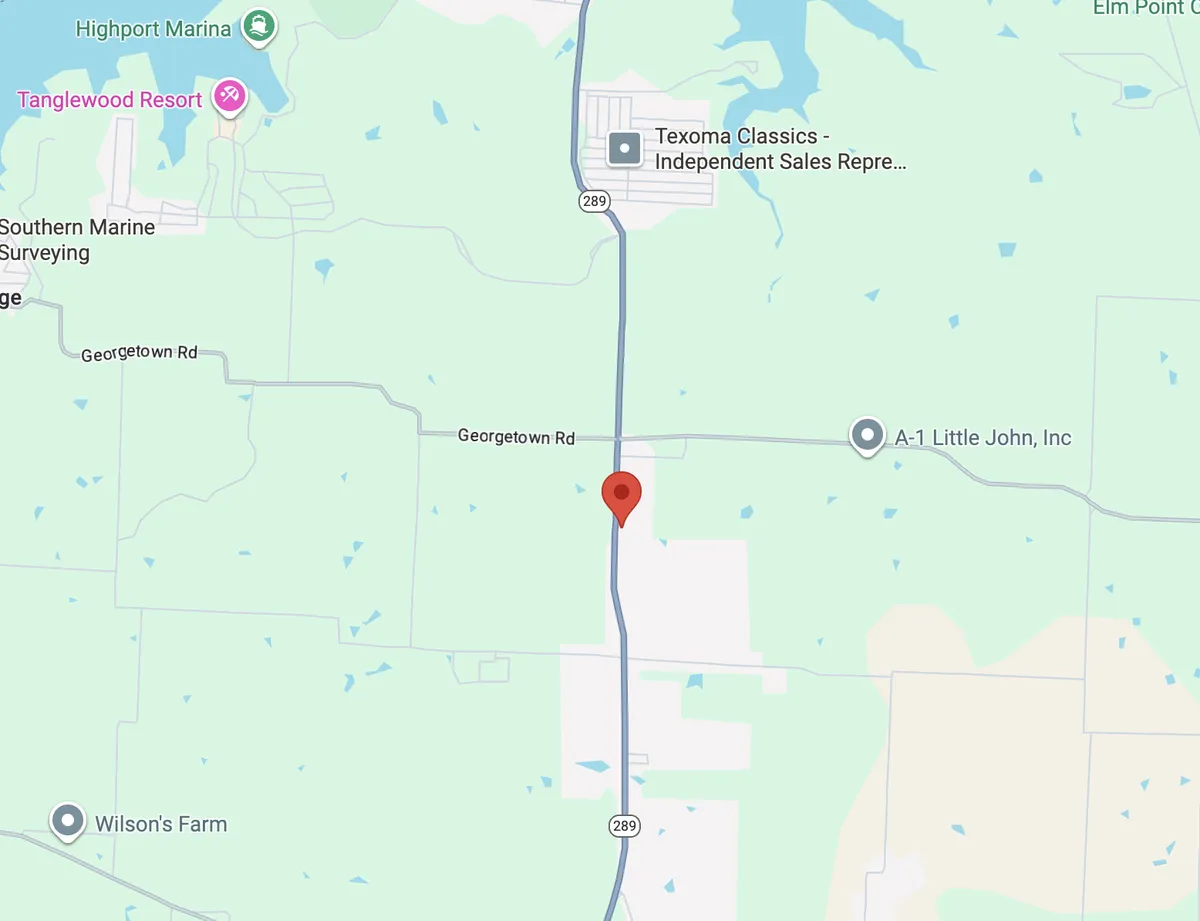 Elm Point C
Highport Marina
Tanglewood Resort
Texoma Classics -
Independent Sales Repre...
289
Southern Marine
Surveying
ge
Georgetown Rd
Georgetown Rd
A-1 Little John, Inc
Wilson's Farm
289